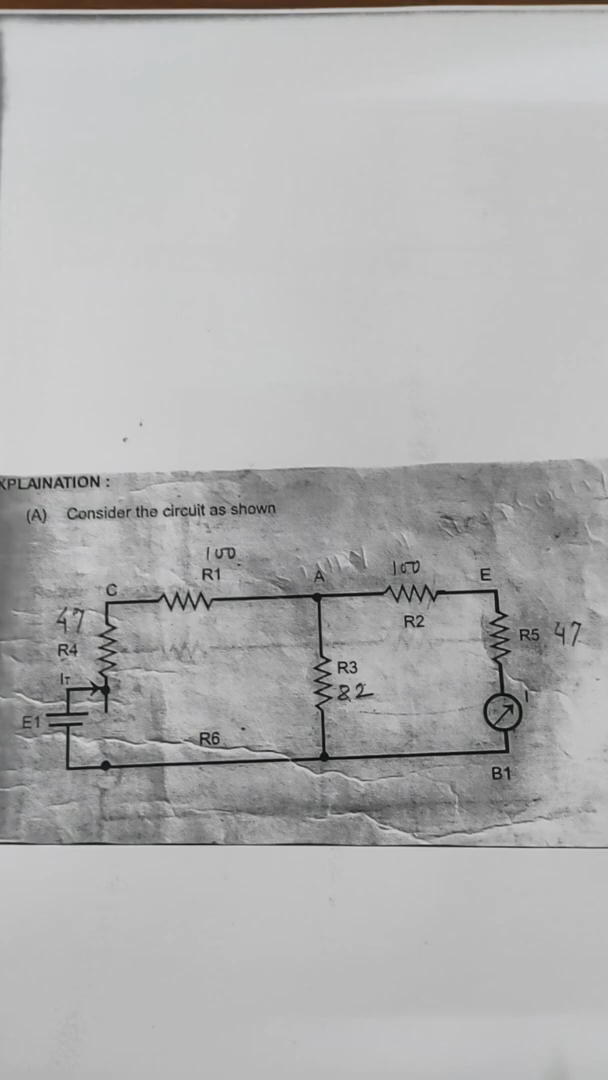 XPLAINATION :
(A) Consider the circuit as shown
100
R1
A
100
E
C
47
R4
R2
R5 47
IT
R3
82
I
E1
R6
B1